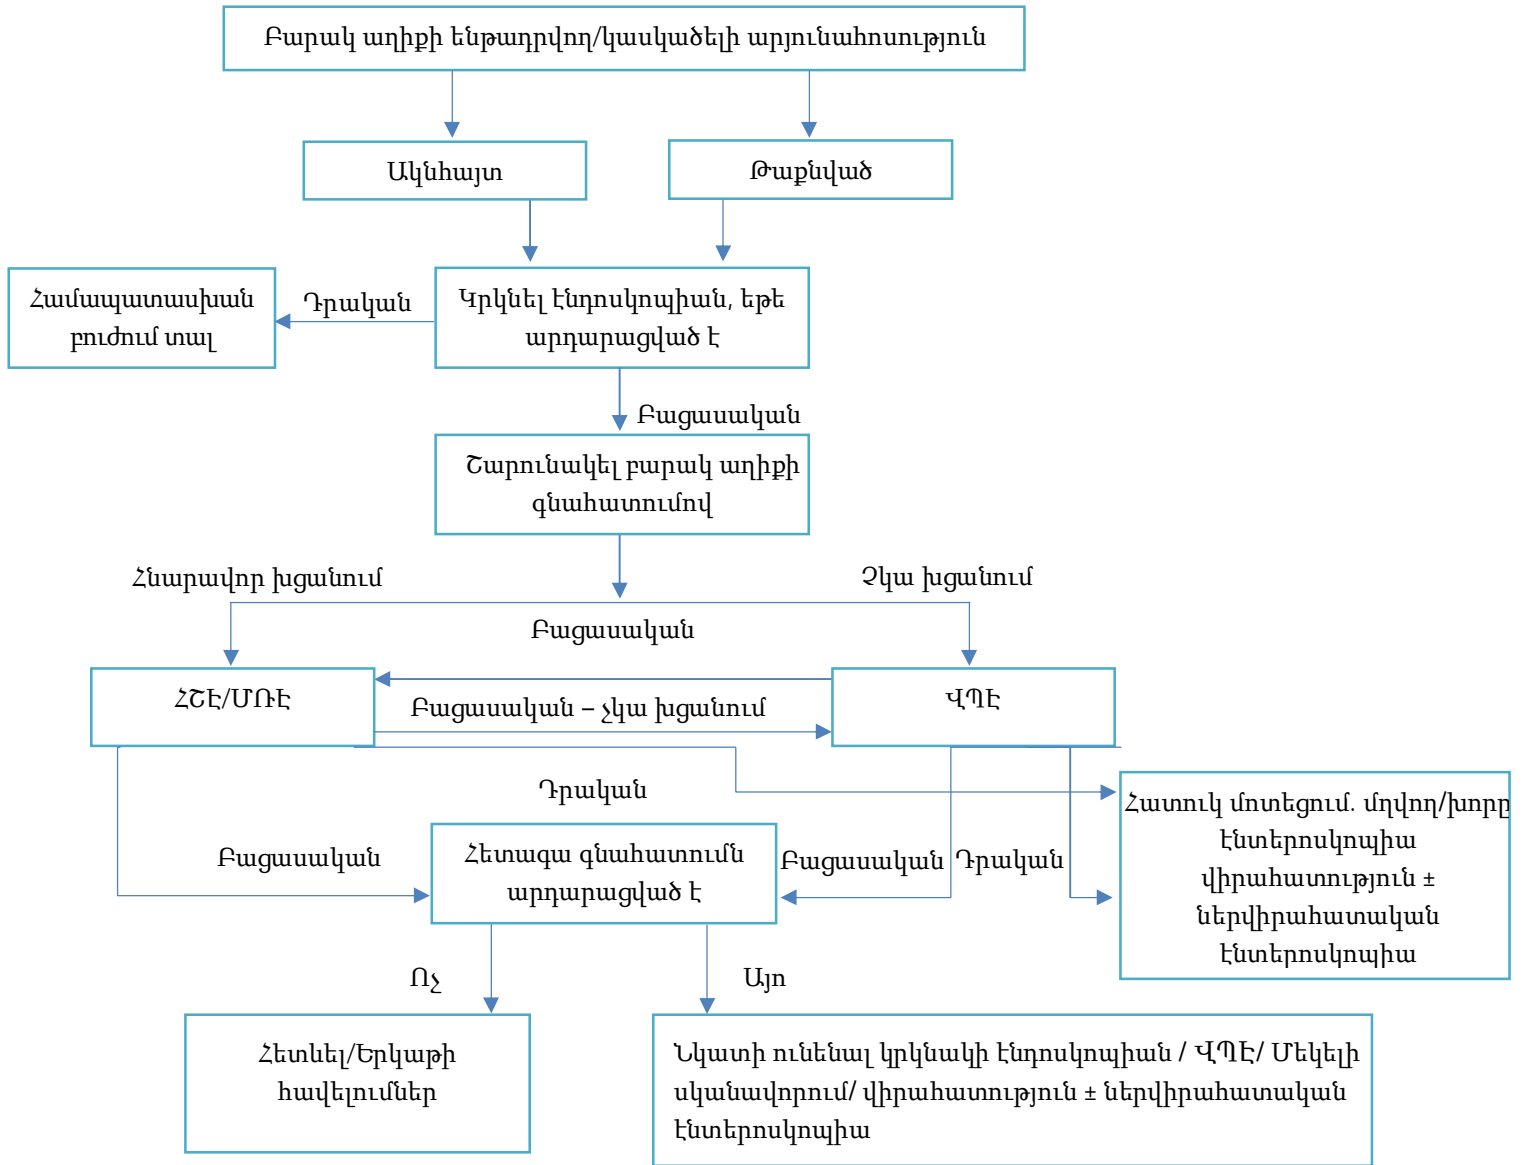 Բարակ աղիքի ենթադրվող/կասկածելի արյունահոսություն
Ակնհայտ
Թաքնված
Համապատասխան
բուժում տալ
Դրական
Կրկնել էնդոսկոպիան, եթե
արդարացված է
Բացասական
Շարունակել բարակ աղիքի
գնահատումով
Հնարավոր խցանում
Չկա խցանում
Բացասական
ՀՇԷ/ՄՌԷ
Բացասական – չկա խցանում
ՎՊԷ
Դրական
Բացասական
Հետագա գնահատումն
արդարացված է
Բացասական
Դրական
Հատուկ մոտեցում. մղվող/խորը
էնտերոսկոպիա
վիրահատություն ±
ներվիրահատական
էնտերոսկոպիա
Ոչ
Այո
Հետևել/Երկաթի
հավելումներ
Նկատի ունենալ կրկնակի էնդոսկոպիան / ՎՊԷ/ Մեկելի
սկանավորում/ վիրահատություն ± ներվիրահատական
էնտերոսկոպիա